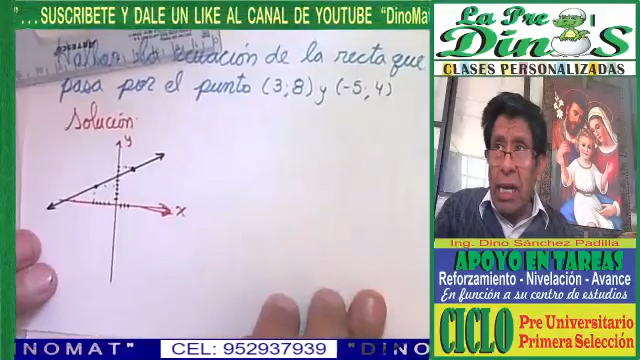 ... SUSCRIBETE Y DALE UN LIKE AL CANAL DE YOUTUBE "DinoMat
Hallar la ecuación de la recta que
pasa por el punto (3;8) y (-5;4)
Solución:
y
x
La Pre
DinoS
CLASES PERSONALIZADAS
Ing. Dino Sánchez Padilla
APOYO EN TAREAS
Reforzamiento - Nivelación - Avance
En función a su centro de estudios
CICLO Pre Universitario
Primera Selección
INOMAT" CEL: 952937939 "DINO